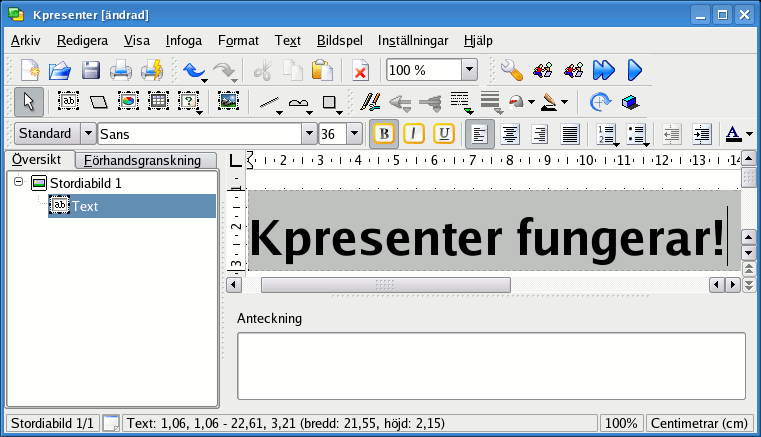 Kpresenter [ändrad]
Arkiv Redigera Visa Infoga Format Text Bildspel Inställningar Hjälp
100 %
Standard Sans 36 B I U A
Översikt Förhandsgranskning
1 2 3 4 5 6 7 8 9 10 11 12 13 14
Stordiabild 1
Text
1
2
3
Kpresenter fungerar!
Anteckning
Stordiabild 1/1 Text: 1,06, 1,06 - 22,61, 3,21 (bredd: 21,55, höjd: 2,15) 100% Centimetrar (cm)